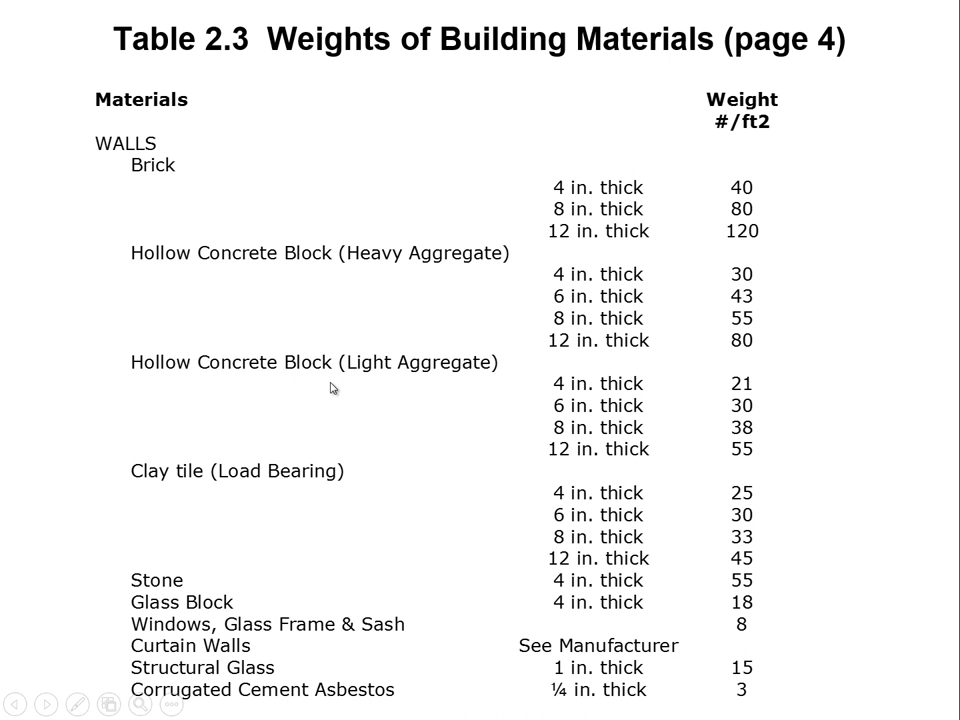 Table 2.3 Weights of Building Materials (page 4)
Materials Weight
#/ft2
WALLS
Brick
4 in. thick 40
8 in. thick 80
12 in. thick 120
Hollow Concrete Block (Heavy Aggregate)
4 in. thick 30
6 in. thick 43
8 in. thick 55
12 in. thick 80
Hollow Concrete Block (Light Aggregate)
4 in. thick 21
6 in. thick 30
8 in. thick 38
12 in. thick 55
Clay tile (Load Bearing)
4 in. thick 25
6 in. thick 30
8 in. thick 33
12 in. thick 45
Stone 4 in. thick 55
Glass Block 4 in. thick 18
Windows, Glass Frame & Sash 8
Curtain Walls See Manufacturer
Structural Glass 1 in. thick 15
Corrugated Cement Asbestos ¼ in. thick 3